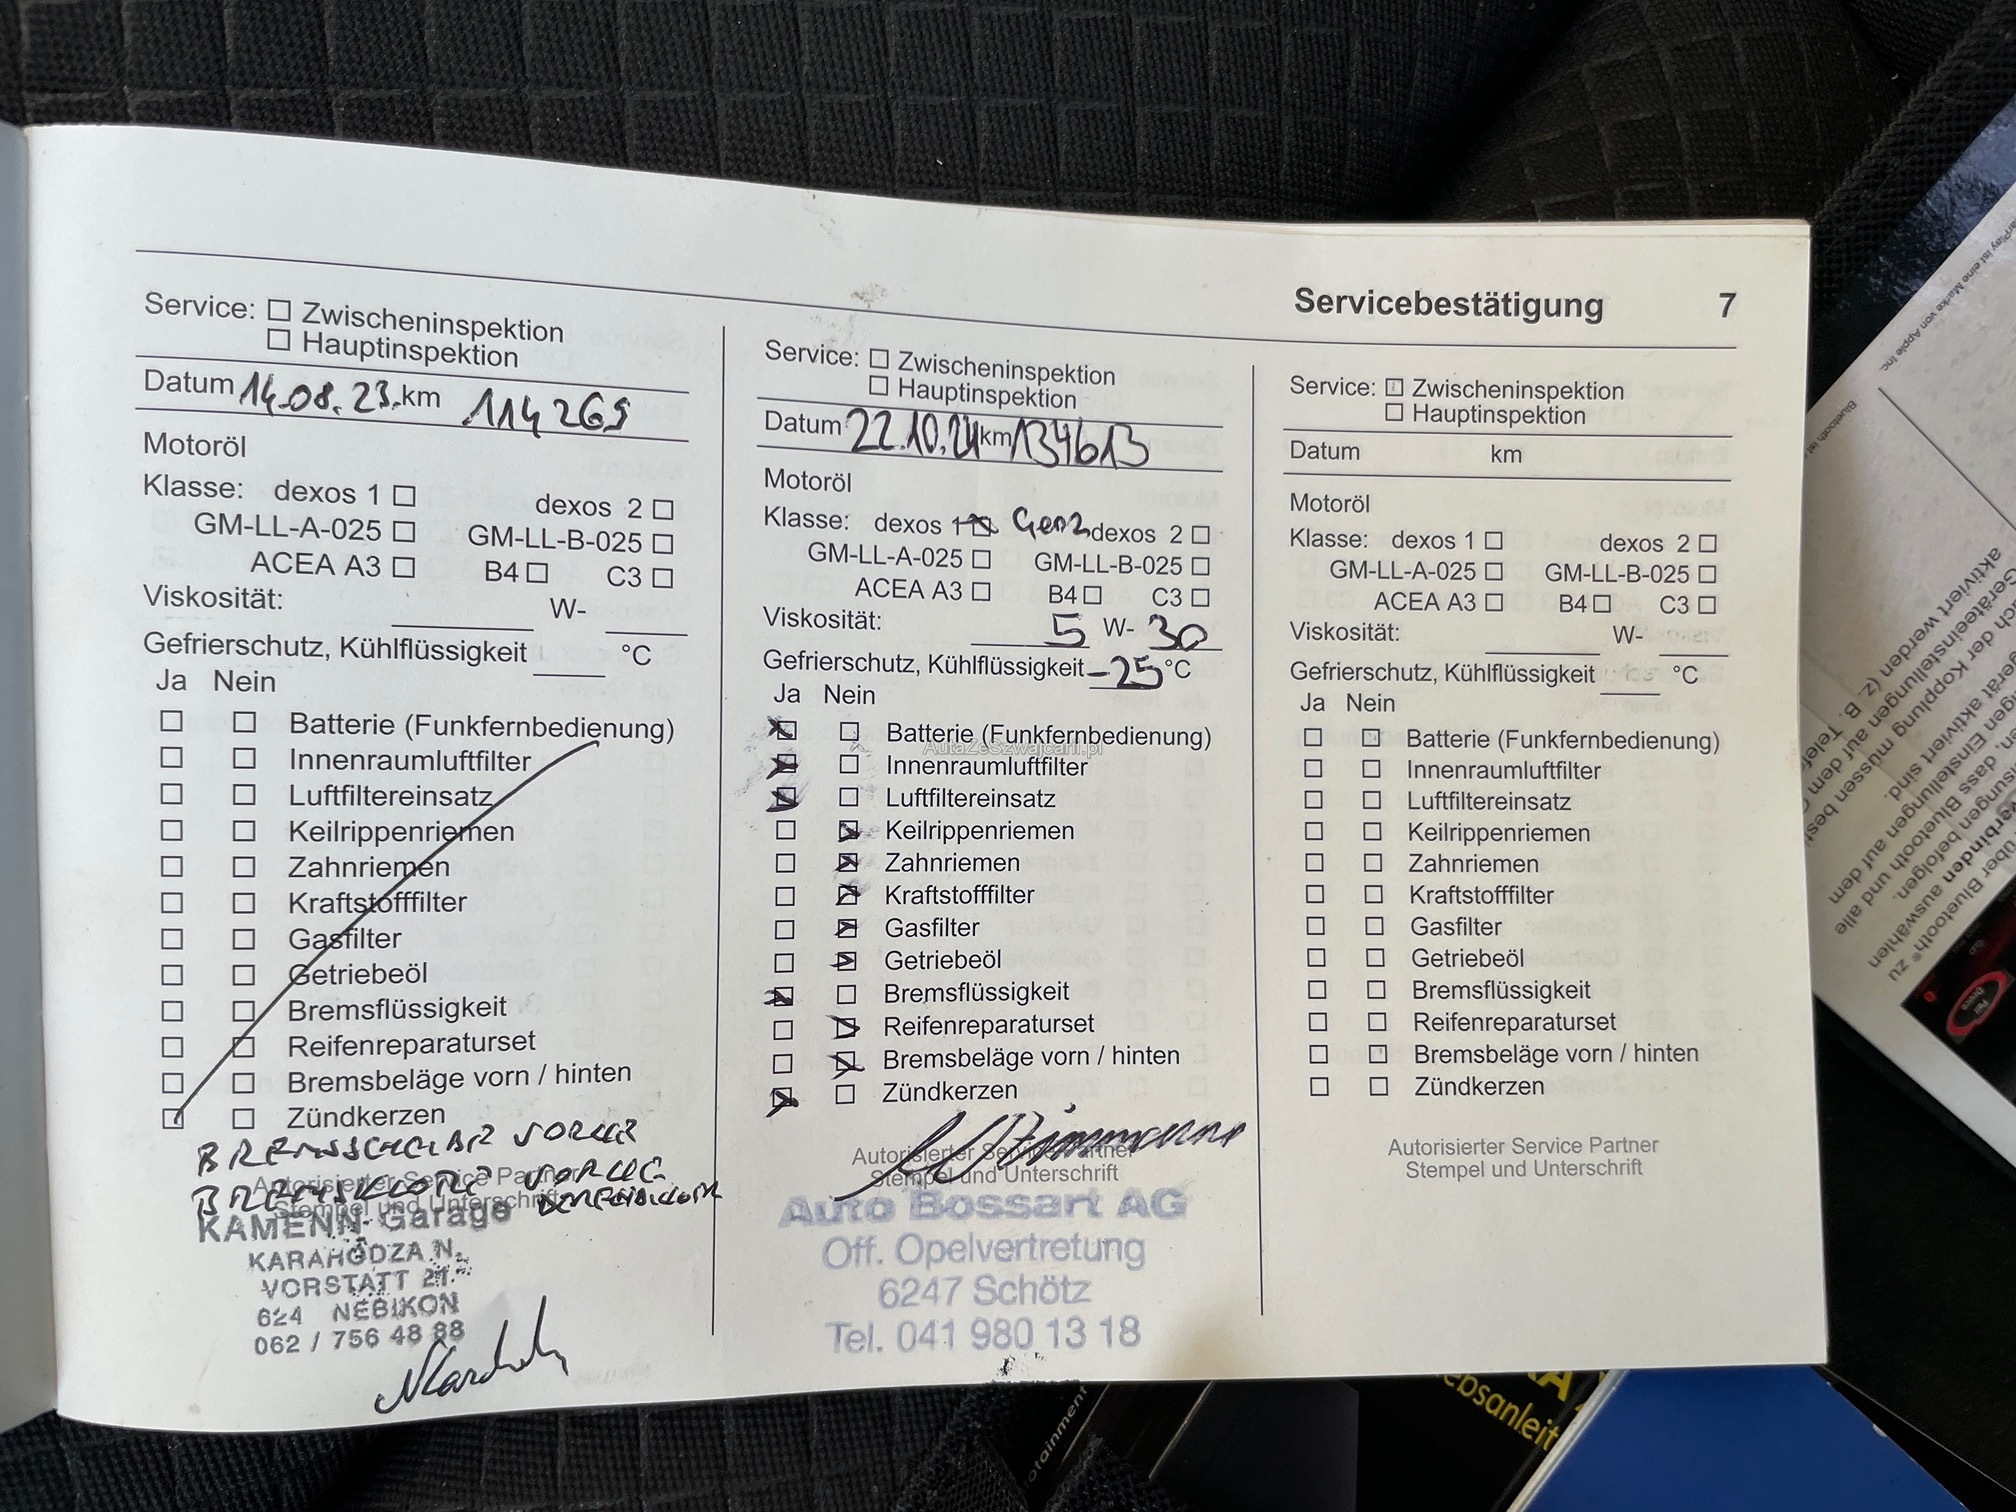 Servicebestätigung 7
Service: ☐ Zwischeninspektion
☐ Hauptinspektion
Datum 14.08.23. km 114269
Motoröl
Klasse: dexos 1 ☐ dexos 2 ☐
GM-LL-A-025 ☐ GM-LL-B-025 ☐
ACEA A3 ☐ B4 ☐ C3 ☐
Viskosität: W-
Gefrierschutz, Kühlflüssigkeit °C
Ja Nein
☐ ☐ Batterie (Funkfernbedienung)
☐ ☐ Innenraumluftfilter
☐ ☐ Luftfiltereinsatz
☐ ☐ Keilrippenriemen
☐ ☐ Zahnriemen
☐ ☐ Kraftstofffilter
☐ ☐ Gasfilter
☐ ☐ Getriebeöl
☐ ☐ Bremsflüssigkeit
☐ ☐ Reifenreparaturset
☐ ☐ Bremsbeläge vorn / hinten
☐ ☐ Zündkerzen
Autorisierter Service Partner
Stempel und Unterschrift
KAMENN-Garage
KARAHODZA N.
VORSTATT 21.
624 NEBIKON
062 / 756 48 88
Service: ☐ Zwischeninspektion
☐ Hauptinspektion
Datum 22.10.24 km 134613
Motoröl
Klasse: dexos 1 ☒ Gen2 dexos 2 ☐
GM-LL-A-025 ☐ GM-LL-B-025 ☐
ACEA A3 ☐ B4 ☐ C3 ☐
Viskosität: 5 W- 30
Gefrierschutz, Kühlflüssigkeit -25 °C
Ja Nein
☒ ☐ Batterie (Funkfernbedienung)
AutaZeSzwajcarii.pl
☒ ☐ Innenraumluftfilter
☒ ☐ Luftfiltereinsatz
☐ ☒ Keilrippenriemen
☐ ☒ Zahnriemen
☐ ☒ Kraftstofffilter
☐ ☒ Gasfilter
☐ ☒ Getriebeöl
☒ ☐ Bremsflüssigkeit
☐ ☒ Reifenreparaturset
☐ ☒ Bremsbeläge vorn / hinten
☒ ☐ Zündkerzen
Autorisierter Service Partner
Stempel und Unterschrift
Auto Bossart AG
Off. Opelvertretung
6247 Schötz
Tel. 041 980 13 18
Service: ☐ Zwischeninspektion
☐ Hauptinspektion
Datum km
Motoröl
Klasse: dexos 1 ☐ dexos 2 ☐
GM-LL-A-025 ☐ GM-LL-B-025 ☐
ACEA A3 ☐ B4 ☐ C3 ☐
Viskosität: W-
Gefrierschutz, Kühlflüssigkeit °C
Ja Nein
☐ ☐ Batterie (Funkfernbedienung)
☐ ☐ Innenraumluftfilter
☐ ☐ Luftfiltereinsatz
☐ ☐ Keilrippenriemen
☐ ☐ Zahnriemen
☐ ☐ Kraftstofffilter
☐ ☐ Gasfilter
☐ ☐ Getriebeöl
☐ ☐ Bremsflüssigkeit
☐ ☐ Reifenreparaturset
☐ ☐ Bremsbeläge vorn / hinten
☐ ☐ Zündkerzen
Autorisierter Service Partner
Stempel und Unterschrift